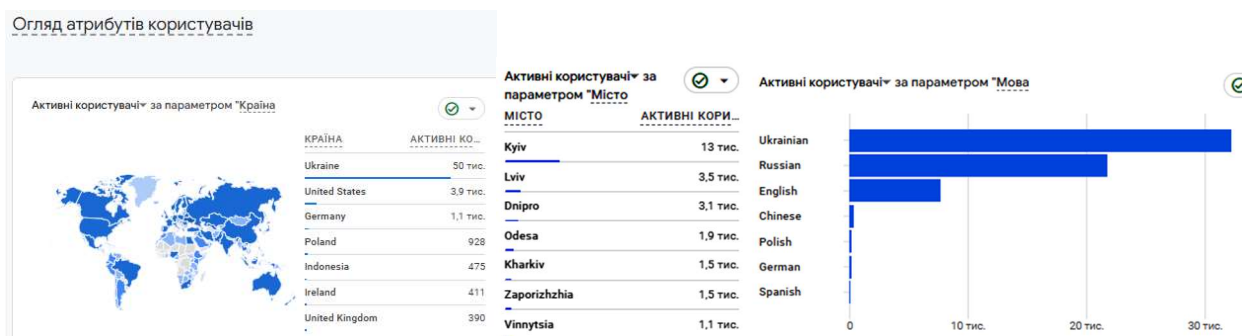 Огляд атрибутів користувачів
Активні користувачі за параметром "Країна
КРАЇНА АКТИВНІ КО...
Ukraine 50 тис.
United States 3,9 тис.
Germany 1,1 тис.
Poland 928
Indonesia 475
Ireland 411
United Kingdom 390
Активні користувачі за
параметром "Місто
МІСТО АКТИВНІ КОРИ...
Kyiv 13 тис.
Lviv 3,5 тис.
Dnipro 3,1 тис.
Odesa 1,9 тис.
Kharkiv 1,5 тис.
Zaporizhzhia 1,5 тис.
Vinnytsia 1,1 тис.
Активні користувачі за параметром "Мова
Ukrainian
Russian
English
Chinese
Polish
German
Spanish
0 10 тис. 20 тис. 30 тис.